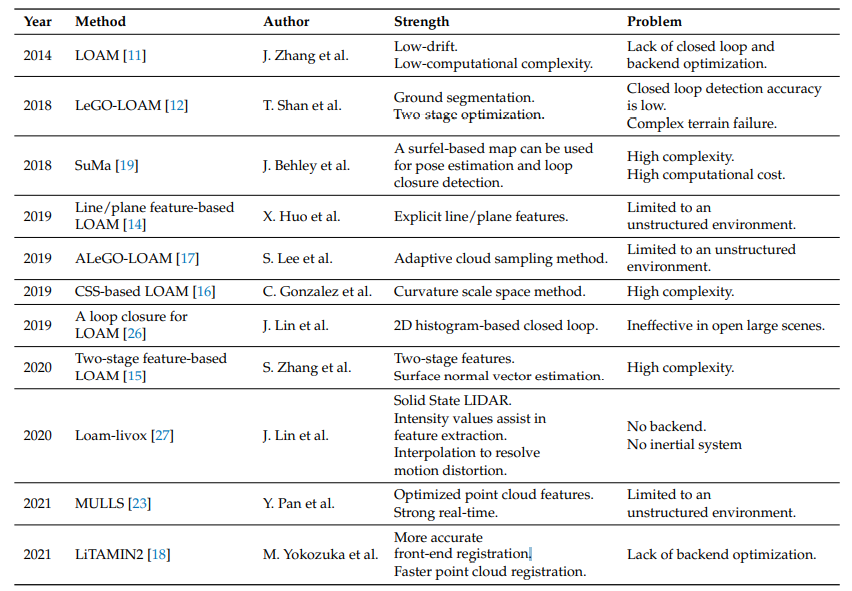 Year Method Author Strength Problem
2014 LOAM [11] J. Zhang et al. Low-drift. Lack of closed loop and
Low-computational complexity. backend optimization.
2018 LeGO-LOAM [12] T. Shan et al. Ground segmentation. Closed loop detection accuracy
Two stage optimization. is low.
Complex terrain failure.
2018 SuMa [19] J. Behley et al. A surfel-based map can be used High complexity.
for pose estimation and loop High computational cost.
closure detection.
2019 Line/plane feature-based X. Huo et al. Explicit line/plane features. Limited to an
LOAM [14] unstructured environment.
2019 ALeGO-LOAM [17] S. Lee et al. Adaptive cloud sampling method. Limited to an unstructured
environment.
2019 CSS-based LOAM [16] C. Gonzalez et al. Curvature scale space method. High complexity.
2019 A loop closure for J. Lin et al. 2D histogram-based closed loop. Ineffective in open large scenes.
LOAM [26]
2020 Two-stage feature-based S. Zhang et al. Two-stage features. High complexity.
LOAM [15] Surface normal vector estimation.
2020 Loam-livox [27] J. Lin et al. Solid State LIDAR. No backend.
Intensity values assist in No inertial system
feature extraction.
Interpolation to resolve
motion distortion.
2021 MULLS [23] Y. Pan et al. Optimized point cloud features. Limited to an
Strong real-time. unstructured environment.
2021 LiTAMIN2 [18] M. Yokozuka et al. More accurate Lack of backend optimization.
front-end registration.
Faster point cloud registration.